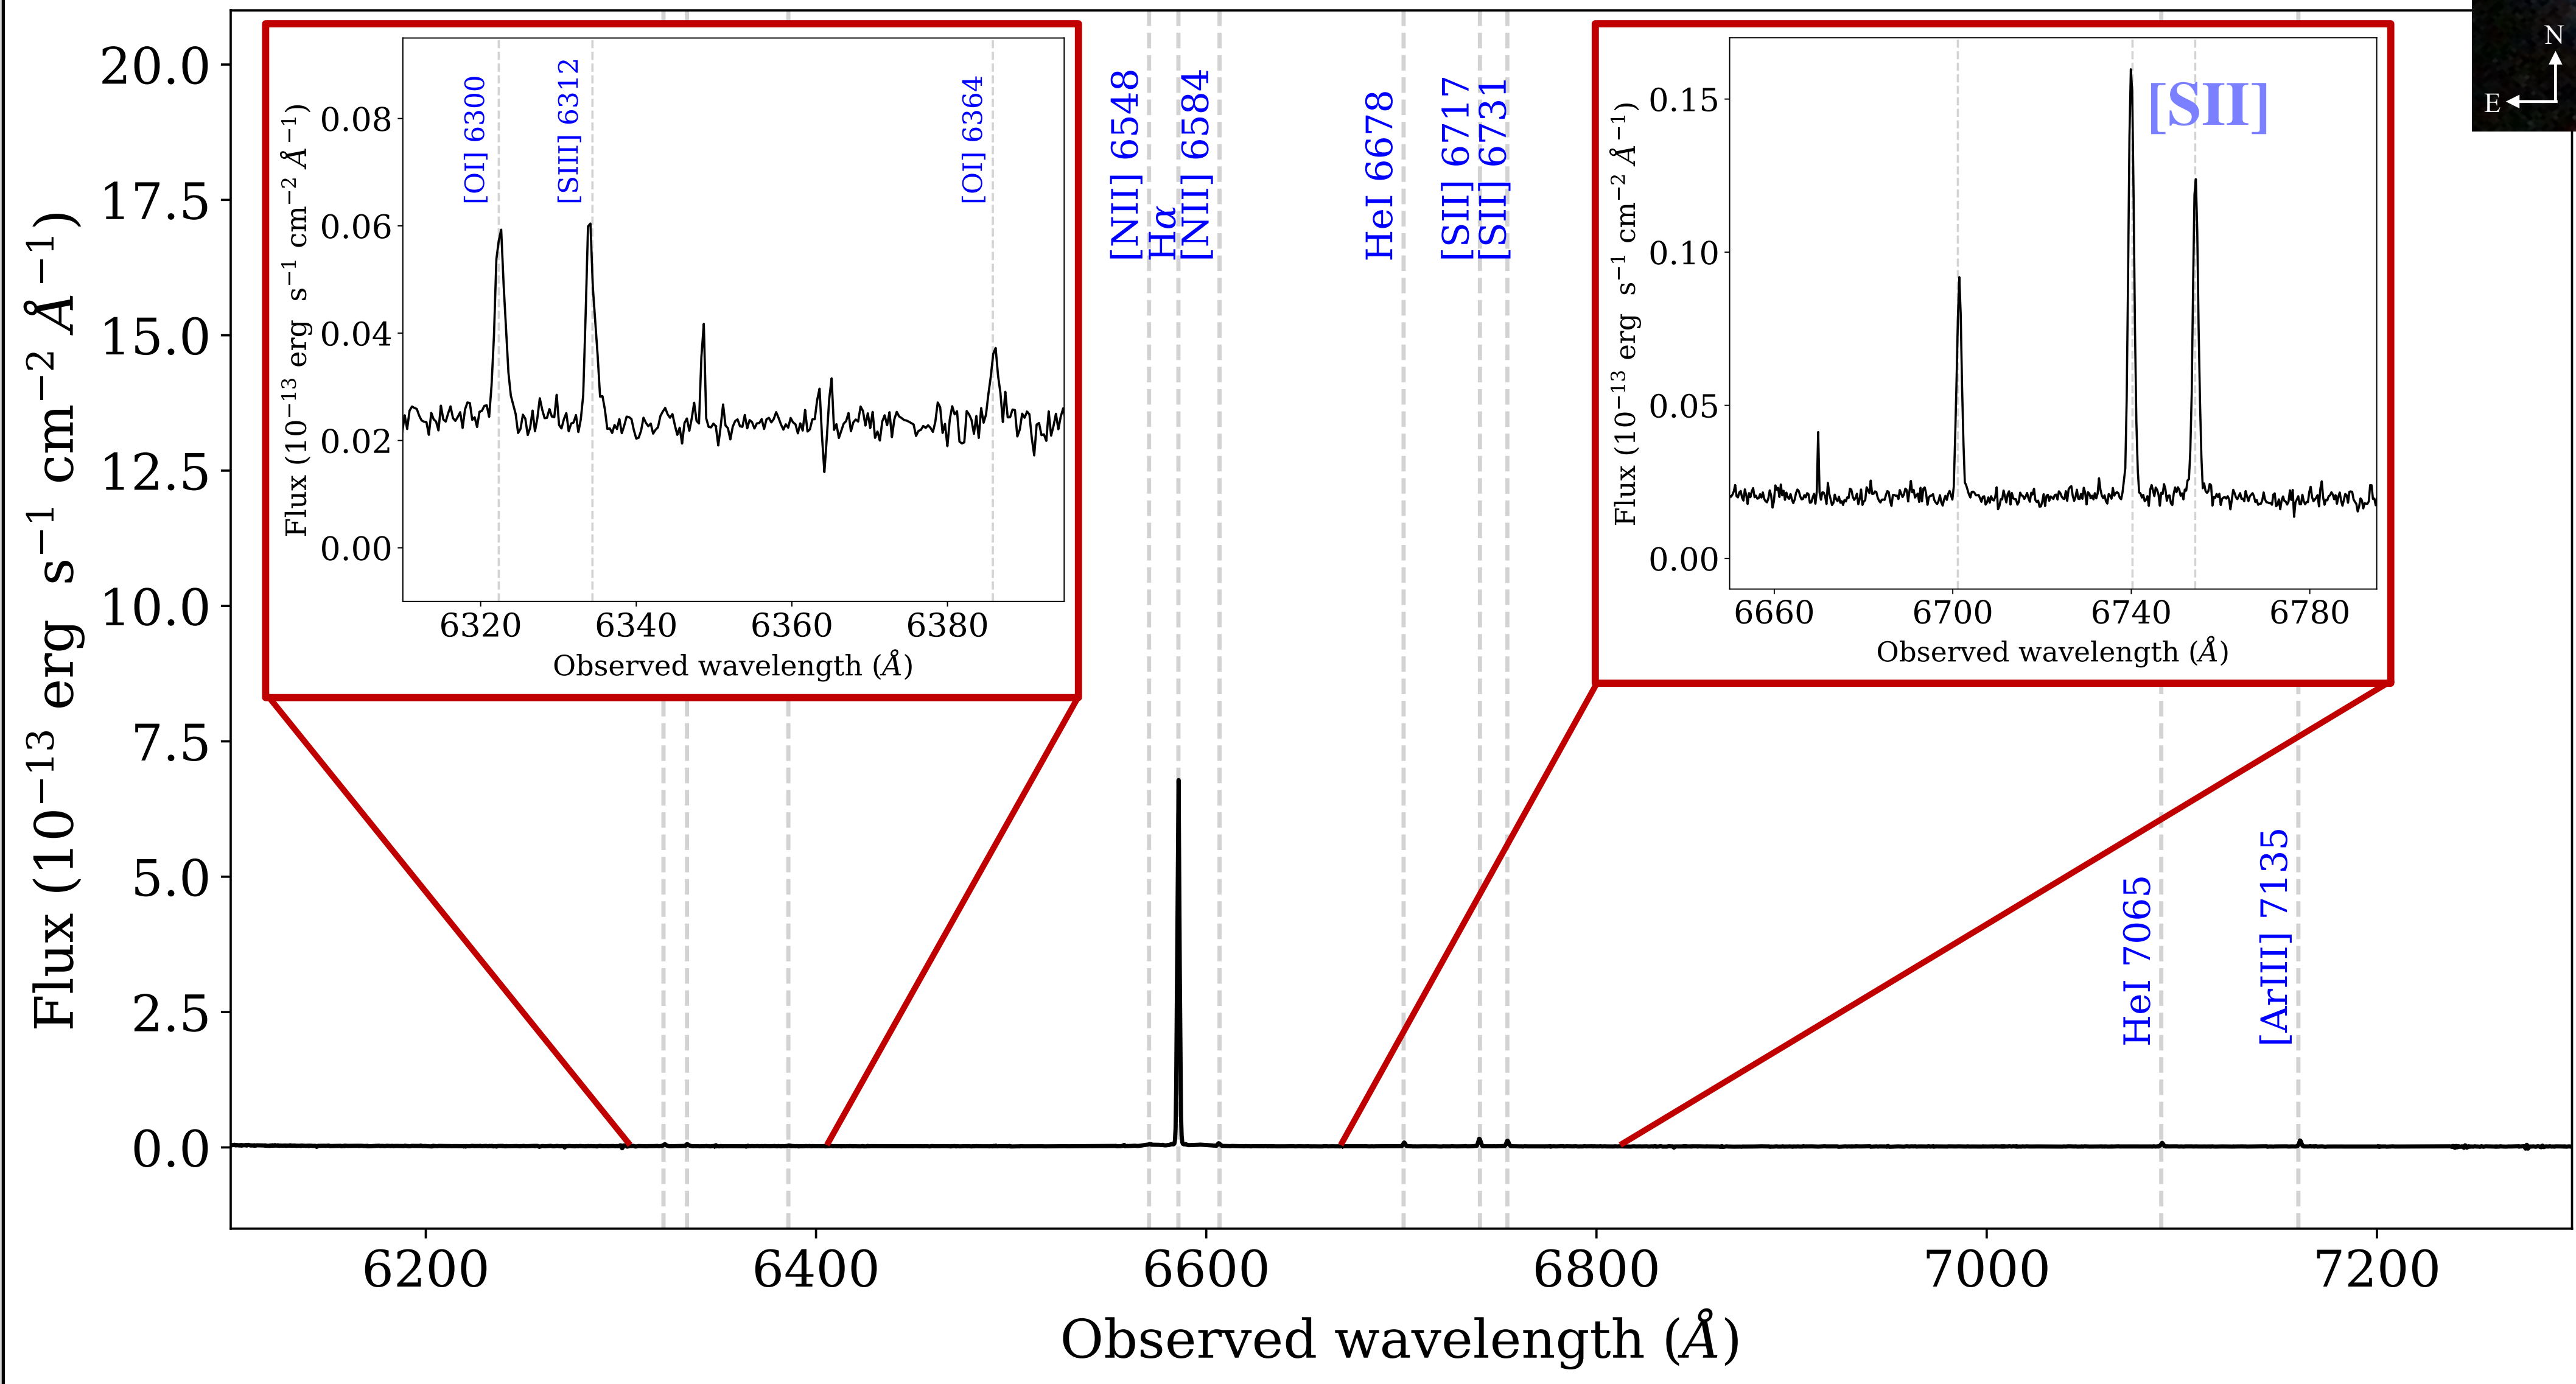 Flux (10⁻¹³ erg s⁻¹ cm⁻² Å⁻¹)
20.0
17.5
15.0
12.5
10.0
7.5
5.0
2.5
0.0
6200
6400
6600
6800
7000
7200
Observed wavelength (Å)
Flux (10⁻¹³ erg s⁻¹ cm⁻² Å⁻¹)
0.08
0.06
0.04
0.02
0.00
[OI] 6300
[SIII] 6312
[OI] 6364
6320
6340
6360
6380
Observed wavelength (Å)
[NII] 6548
Hα
[NII] 6584
HeI 6678
[SII] 6717
[SII] 6731
Flux (10⁻¹³ erg s⁻¹ cm⁻² Å⁻¹)
0.15
0.10
0.05
0.00
[SII]
6660
6700
6740
6780
Observed wavelength (Å)
HeI 7065
[ArIII] 7135
N
E